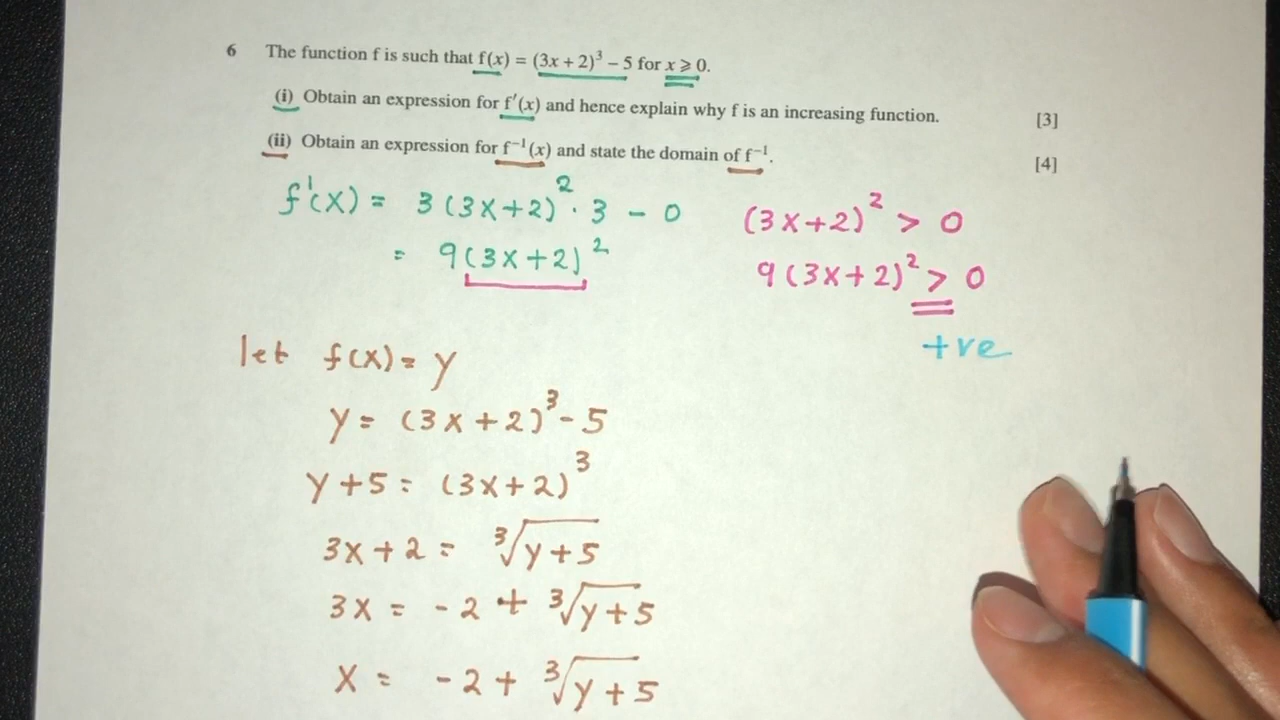 6 The function f is such that f(x) = (3x + 2)³ − 5 for x ⩾ 0.
(i) Obtain an expression for f′(x) and hence explain why f is an increasing function. [3]
(ii) Obtain an expression for f⁻¹(x) and state the domain of f⁻¹. [4]
f'(x) = 3(3x+2)² · 3 − 0
= 9(3x+2)²
(3x+2)² > 0
9(3x+2)² > 0
+ve
let f(x) = y
y = (3x+2)³ − 5
y + 5 = (3x+2)³
3x + 2 = ∛(y+5)
3x = −2 + ∛(y+5)
x = −2 + ∛(y+5)